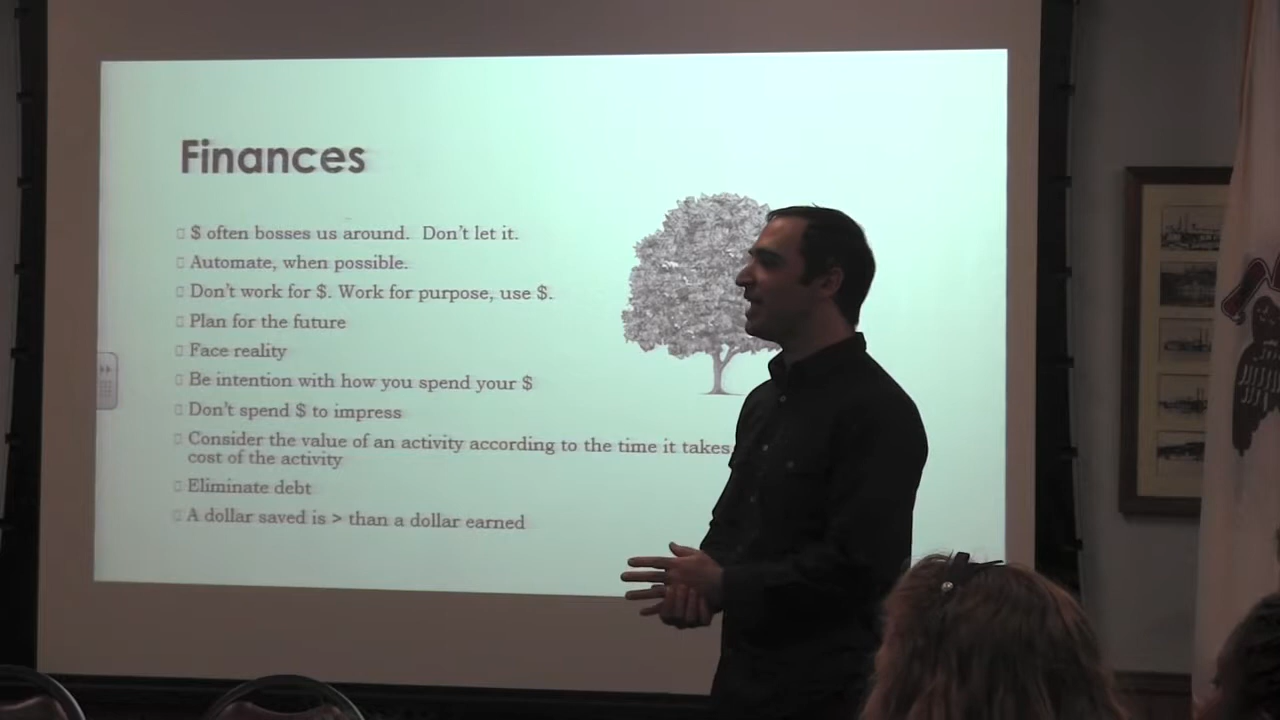 Finances
$ often bosses us around. Don't let it.
Automate, when possible.
Don't work for $. Work for purpose, use $.
Plan for the future
Face reality
Be intention with how you spend your $
Don't spend $ to impress
Consider the value of an activity according to the time it takes
cost of the activity
Eliminate debt
A dollar saved is > than a dollar earned